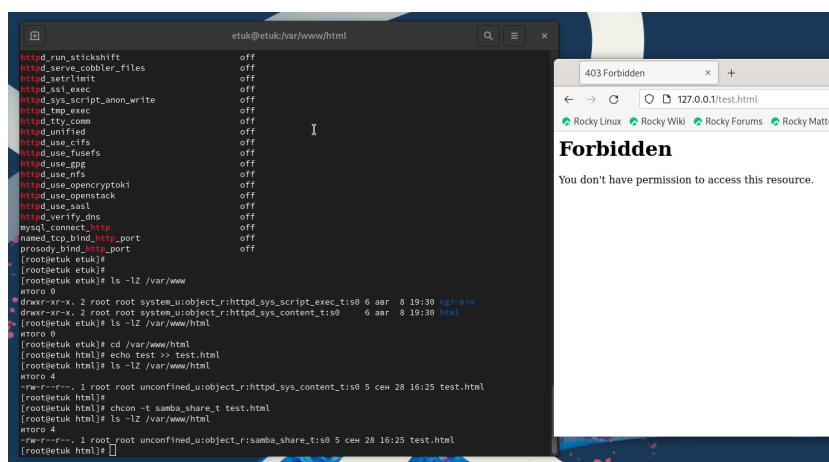 etuk@etuk:/var/www/html
httpd_run_stickshift off
httpd_serve_cobbler_files off
httpd_setrlimit off
httpd_ssi_exec off
httpd_sys_script_anon_write off
httpd_tmp_exec off
httpd_tty_comm off
httpd_unified off
httpd_use_cifs off
httpd_use_fusefs off
httpd_use_gpg off
httpd_use_nfs off
httpd_use_opencryptoki off
httpd_use_openstack off
httpd_use_sasl off
httpd_verify_dns off
mysql_connect_http off
named_tcp_bind_http_port off
prosody_bind_http_port off
[root@etuk etuk]#
[root@etuk etuk]#
[root@etuk etuk]# ls -lZ /var/www
итого 0
drwxr-xr-x. 2 root root system_u:object_r:httpd_sys_script_exec_t:s0 6 авг 8 19:30 cgi-bin
drwxr-xr-x. 2 root root system_u:object_r:httpd_sys_content_t:s0 6 авг 8 19:30 html
[root@etuk etuk]# ls -lZ /var/www/html
итого 0
[root@etuk etuk]# cd /var/www/html
[root@etuk html]# echo test >> test.html
[root@etuk html]# ls -lZ /var/www/html
итого 4
-rw-r--r--. 1 root root unconfined_u:object_r:httpd_sys_content_t:s0 5 сен 28 16:25 test.html
[root@etuk html]#
[root@etuk html]# chcon -t samba_share_t test.html
[root@etuk html]# ls -lZ /var/www/html
итого 4
-rw-r--r--. 1 root root unconfined_u:object_r:samba_share_t:s0 5 сен 28 16:25 test.html
[root@etuk html]#
403 Forbidden
127.0.0.1/test.html
Rocky Linux Rocky Wiki Rocky Forums Rocky Matt
Forbidden
You don't have permission to access this resource.